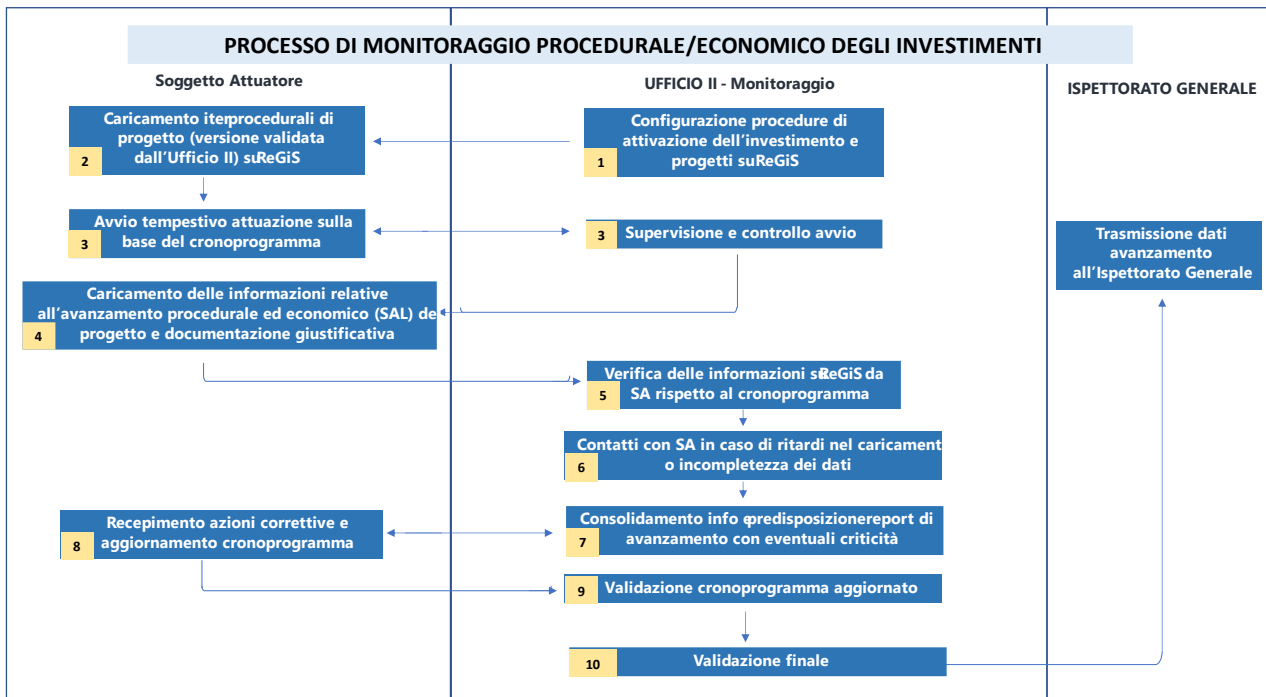 PROCESSO DI MONITORAGGIO PROCEDURALE/ECONOMICO DEGLI INVESTIMENTI
Soggetto Attuatore
UFFICIO II - Monitoraggio
ISPETTORATO GENERALE
Configurazione procedure di
attivazione dell'investimento e
progetti su ReGiS
1
Caricamento iter procedurali di
progetto (versione validata
dall'Ufficio II) su ReGiS
2
Avvio tempestivo attuazione sulla
base del cronoprogramma
3
Supervisione e controllo avvio
3
Trasmissione dati
avanzamento
all'Ispettorato Generale
Caricamento delle informazioni relative
all'avanzamento procedurale ed economico (SAL) de
progetto e documentazione giustificativa
4
Verifica delle informazioni su ReGiS da
SA rispetto al cronoprogramma
5
Contatti con SA in caso di ritardi nel caricament
o incompletezza dei dati
6
Consolidamento info e predisposizione report di
avanzamento con eventuali criticità
7
Recepimento azioni correttive e
aggiornamento cronoprogramma
8
Validazione cronoprogramma aggiornato
9
Validazione finale
10